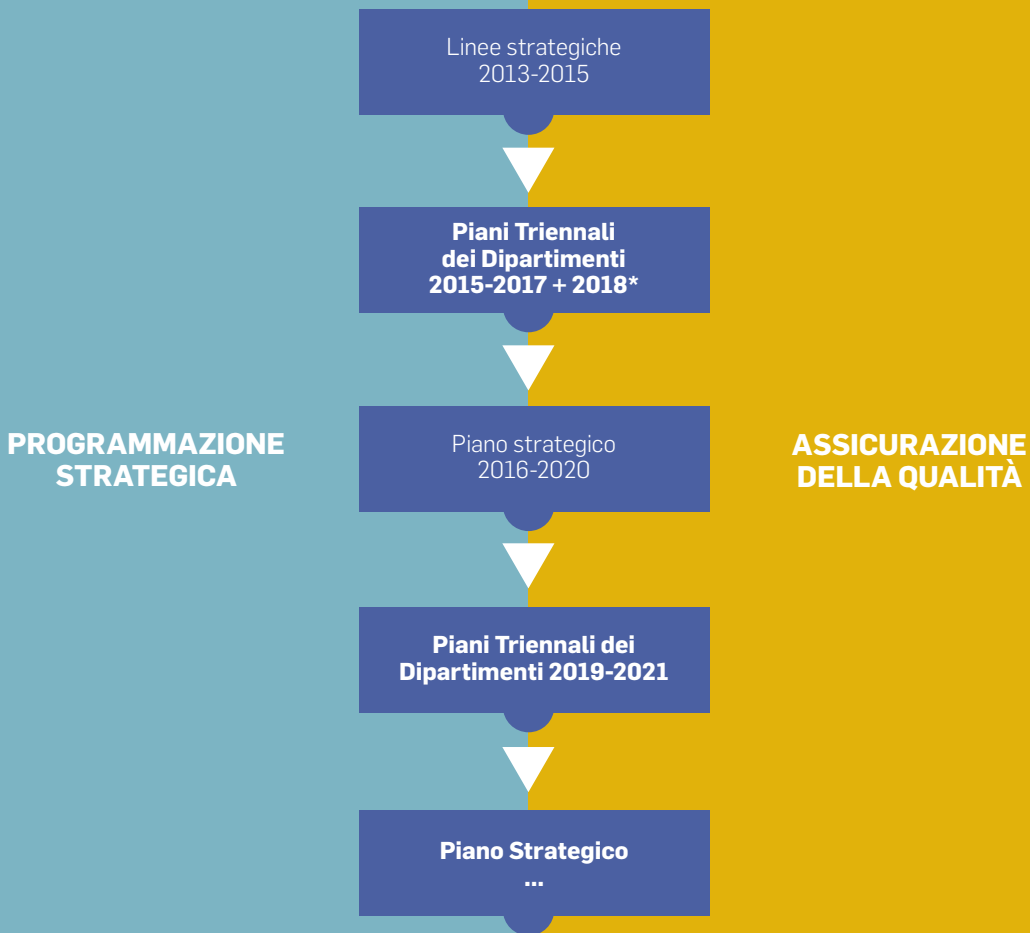 Linee strategiche
2013-2015
Piani Triennali
dei Dipartimenti
2015-2017 + 2018*
PROGRAMMAZIONE
STRATEGICA
Piano strategico
2016-2020
ASSICURAZIONE
DELLA QUALITÀ
Piani Triennali dei
Dipartimenti 2019-2021
Piano Strategico
...